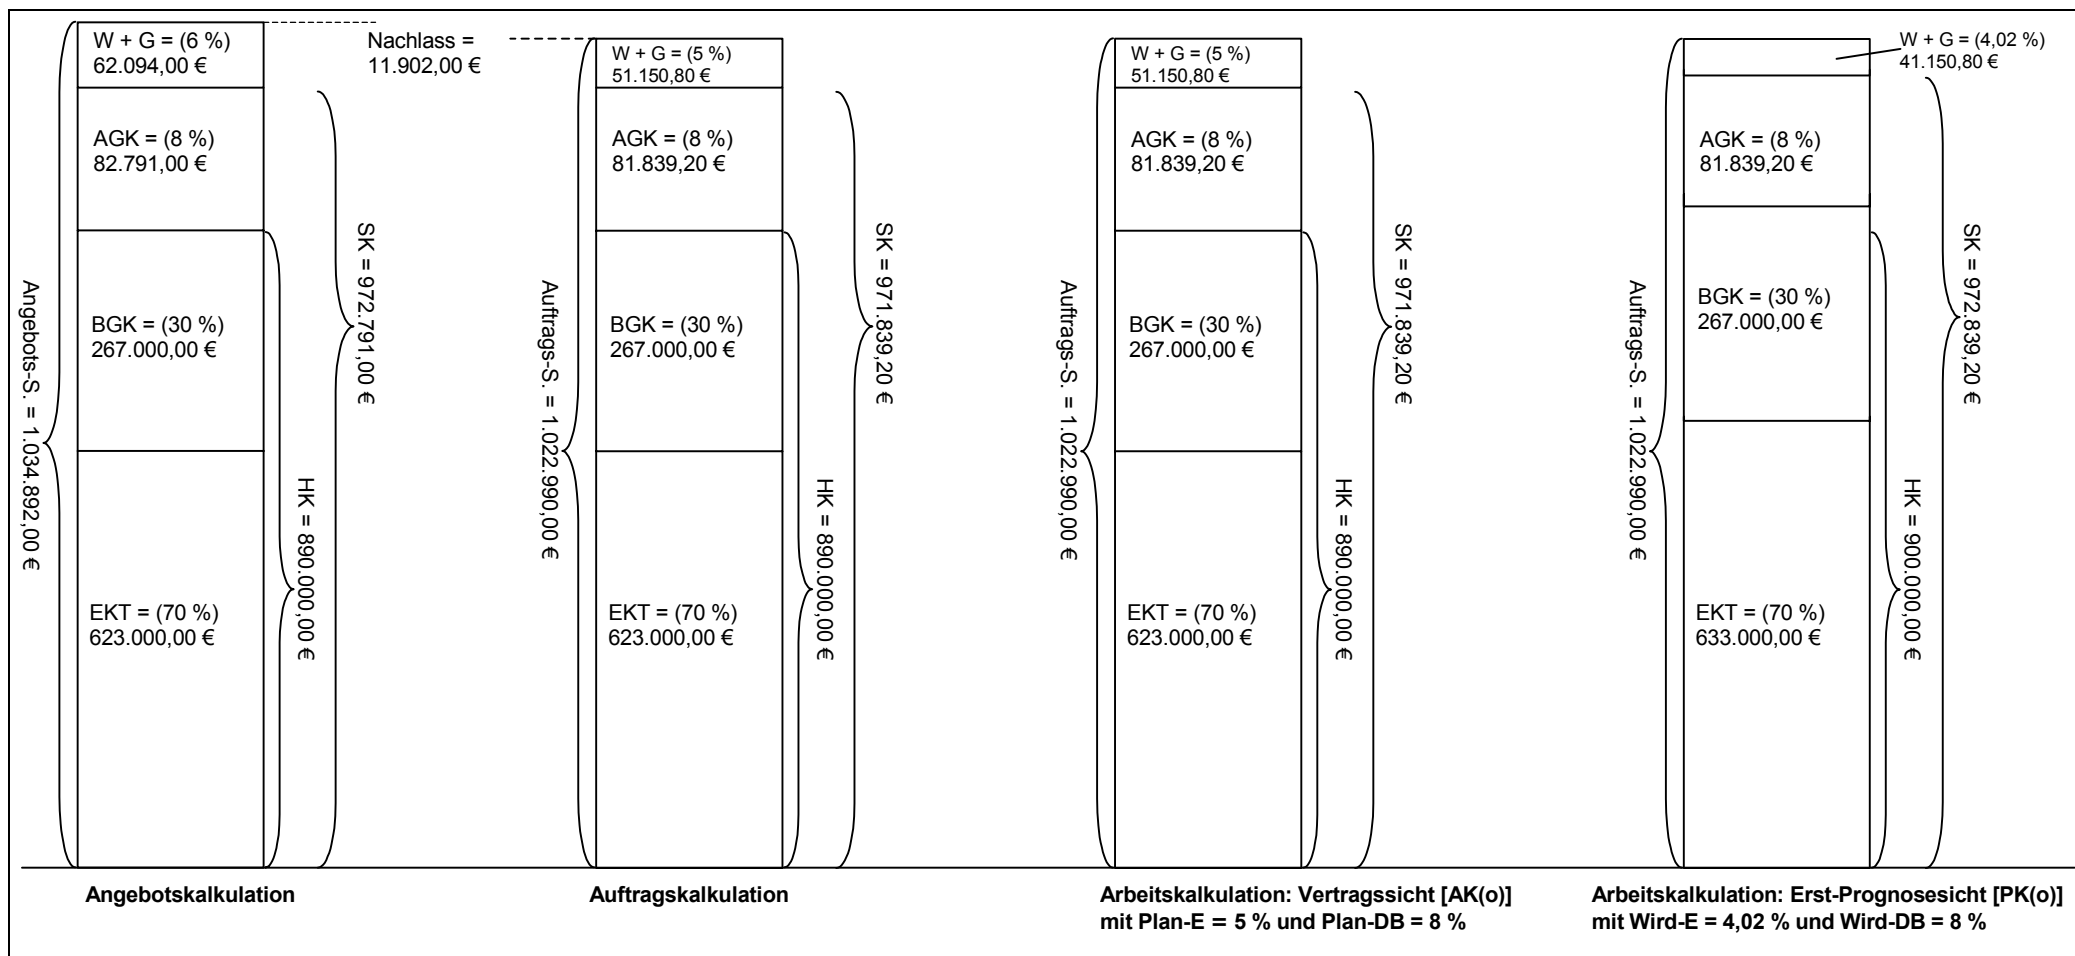 W + G = (6 %)
62.094,00 €
AGK = (8 %)
82.791,00 €
BGK = (30 %)
267.000,00 €
EKT = (70 %)
623.000,00 €
Angebots-S. = 1.034.892,00 €
HK = 890.000,00 €
SK = 972.791,00 €
Angebotskalkulation
Nachlass =
11.902,00 €
W + G = (5 %)
51.150,80 €
AGK = (8 %)
81.839,20 €
BGK = (30 %)
267.000,00 €
EKT = (70 %)
623.000,00 €
Auftrags-S. = 1.022.990,00 €
HK = 890.000,00 €
SK = 971.839,20 €
Auftragskalkulation
W + G = (5 %)
51.150,80 €
AGK = (8 %)
81.839,20 €
BGK = (30 %)
267.000,00 €
EKT = (70 %)
623.000,00 €
Auftrags-S. = 1.022.990,00 €
HK = 890.000,00 €
SK = 971.839,20 €
Arbeitskalkulation: Vertragssicht [AK(o)]
mit Plan-E = 5 % und Plan-DB = 8 %
W + G = (4,02 %)
41.150,80 €
AGK = (8 %)
81.839,20 €
BGK = (30 %)
267.000,00 €
EKT = (70 %)
633.000,00 €
Auftrags-S. = 1.022.990,00 €
HK = 900.000,00 €
SK = 972.839,20 €
Arbeitskalkulation: Erst-Prognosesicht [PK(o)]
mit Wird-E = 4,02 % und Wird-DB = 8 %